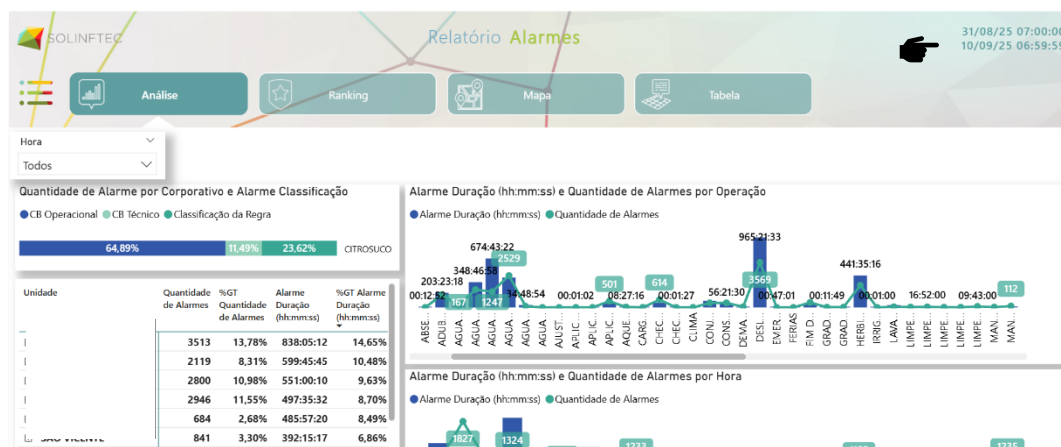 SOLINFTEC
Relatório Alarmes
31/08/25 07:00:00
10/09/25 06:59:59
Análise
Ranking
Mapa
Tabela
Hora
Todos
Quantidade de Alarme por Corporativo e Alarme Classificação
CB Operacional CB Técnico Classificação da Regra
64,89% 11,49% 23,62% CITROSUCO
Unidade Quantidade de Alarmes %GT Quantidade de Alarmes Alarme Duração (hh:mm:ss) %GT Alarme Duração (hh:mm:ss)
3513 13,78% 838:05:12 14,65%
2119 8,31% 599:45:45 10,48%
2800 10,98% 551:00:10 9,63%
2946 11,55% 497:35:32 8,70%
684 2,68% 485:57:20 8,49%
841 3,30% 392:15:17 6,86%
Alarme Duração (hh:mm:ss) e Quantidade de Alarmes por Operação
Alarme Duração (hh:mm:ss) Quantidade de Alarmes
965:21:33
674:43:22
2529
441:35:16
348:46:58
203:23:18
3569
501
614
00:12:52
167
1247
00:01:02
08:27:16
00:01:27
56:21:30
00:47:01
00:11:49
00:01:00
16:52:00
09:43:00
112
ABSE...
ADUB...
AGUA...
AGUA...
AGUA...
AGUA...
AGUA...
AJUST...
APLIC...
APLIC...
APLIC...
AQUE...
CARG...
CHEC...
CHEC...
CLIMA
CONJ...
CONS...
DEMA...
DESL...
EMER...
FERIAS
FIM D...
GRAD...
GRAD...
HERBI...
IRRIG...
LAVA...
LIMPE...
LIMPE...
LIMPE...
LIMPE...
LIMPE...
MAN...
MAN...
Alarme Duração (hh:mm:ss) e Quantidade de Alarmes por Hora
Alarme Duração (hh:mm:ss) Quantidade de Alarmes
1827
1324
1233
1235